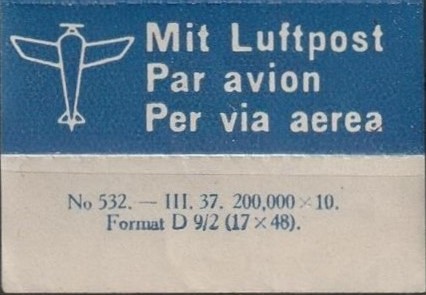 Mit Luftpost
Par avion
Per via aerea
No 532. — III. 37. 200,000 × 10.
Format D 9/2 (17 × 48).